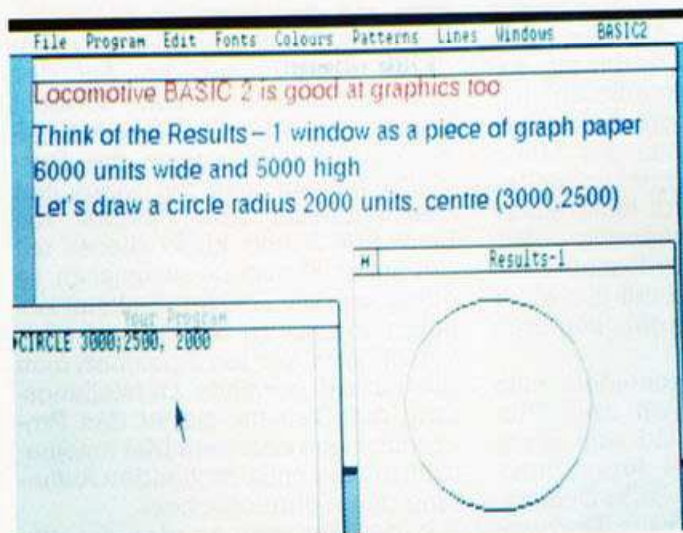 File Program Edit Fonts Colours Patterns Lines Windows BASIC2
Locomotive BASIC 2 is good at graphics too
Think of the Results – 1 window as a piece of graph paper
6000 units wide and 5000 high
Let's draw a circle radius 2000 units, centre (3000,2500)
Results-1
Your Program
CIRCLE 3000;2500, 2000